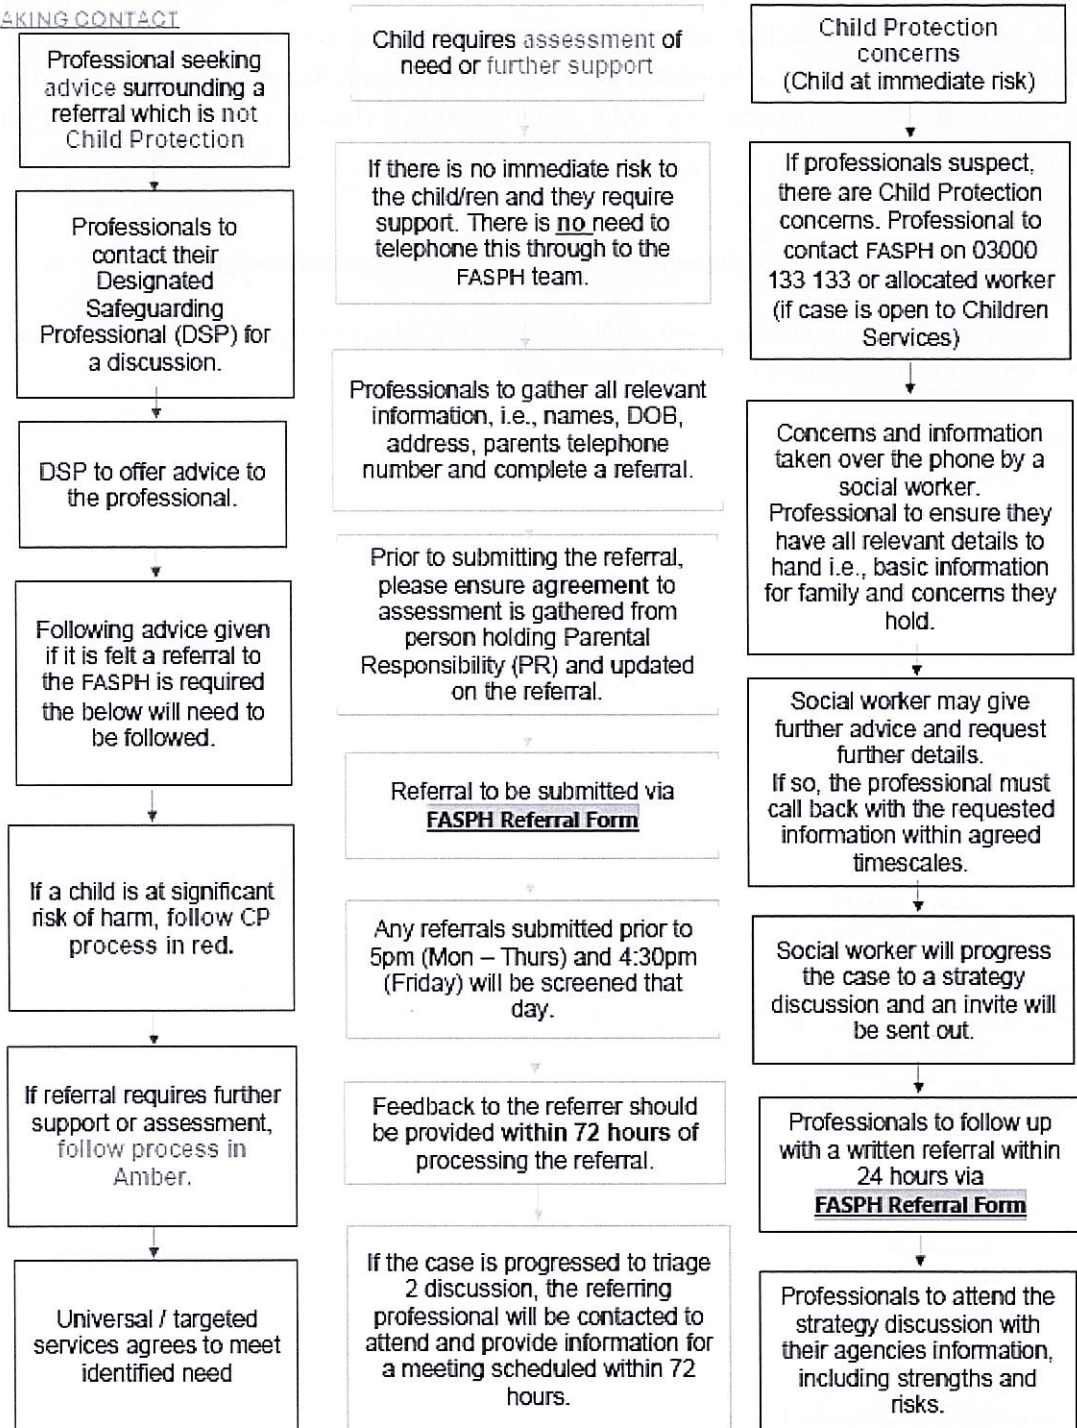 AKING CONTACT
Professional seeking
advice surrounding a
referral which is not
Child Protection
Professionals to
contact their
Designated
Safeguarding
Professional (DSP) for
a discussion.
DSP to offer advice to
the professional.
Following advice given
if it is felt a referral to
the FASPH is required
the below will need to
be followed.
If a child is at significant
risk of harm, follow CP
process in red.
If referral requires further
support or assessment,
follow process in
Amber.
Universal / targeted
services agrees to meet
identified need
Child requires assessment of
need or further support
If there is no immediate risk to
the child/ren and they require
support. There is no need to
telephone this through to the
FASPH team.
Professionals to gather all relevant
information, i.e., names, DOB,
address, parents telephone
number and complete a referral.
Prior to submitting the referral,
please ensure agreement to
assessment is gathered from
person holding Parental
Responsibility (PR) and updated
on the referral.
Referral to be submitted via
FASPH Referral Form
Any referrals submitted prior to
5pm (Mon – Thurs) and 4:30pm
(Friday) will be screened that
day.
Feedback to the referrer should
be provided within 72 hours of
processing the referral.
If the case is progressed to triage
2 discussion, the referring
professional will be contacted to
attend and provide information for
a meeting scheduled within 72
hours.
Child Protection
concerns
(Child at immediate risk)
If professionals suspect,
there are Child Protection
concerns. Professional to
contact FASPH on 03000
133 133 or allocated worker
(if case is open to Children
Services)
Concerns and information
taken over the phone by a
social worker.
Professional to ensure they
have all relevant details to
hand i.e., basic information
for family and concerns they
hold.
Social worker may give
further advice and request
further details.
If so, the professional must
call back with the requested
information within agreed
timescales.
Social worker will progress
the case to a strategy
discussion and an invite will
be sent out.
Professionals to follow up
with a written referral within
24 hours via
FASPH Referral Form
Professionals to attend the
strategy discussion with
their agencies information,
including strengths and
risks.